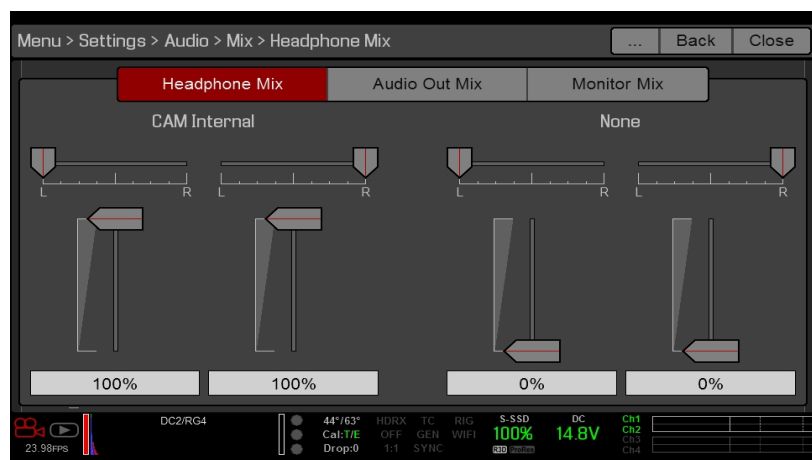 Menu > Settings > Audio > Mix > Headphone Mix ... Back Close
Headphone Mix Audio Out Mix Monitor Mix
CAM Internal None
L R L R L R L R
100% 100% 0% 0%
DC2/RG4 44°/63° HDRX TC RIG S-SSD DC Ch1
Cal:T/E OFF GEN WIFI 100% 14.8V Ch2
23.98FPS Drop:0 1:1 SYNC R3D ProRes Ch3
Ch4